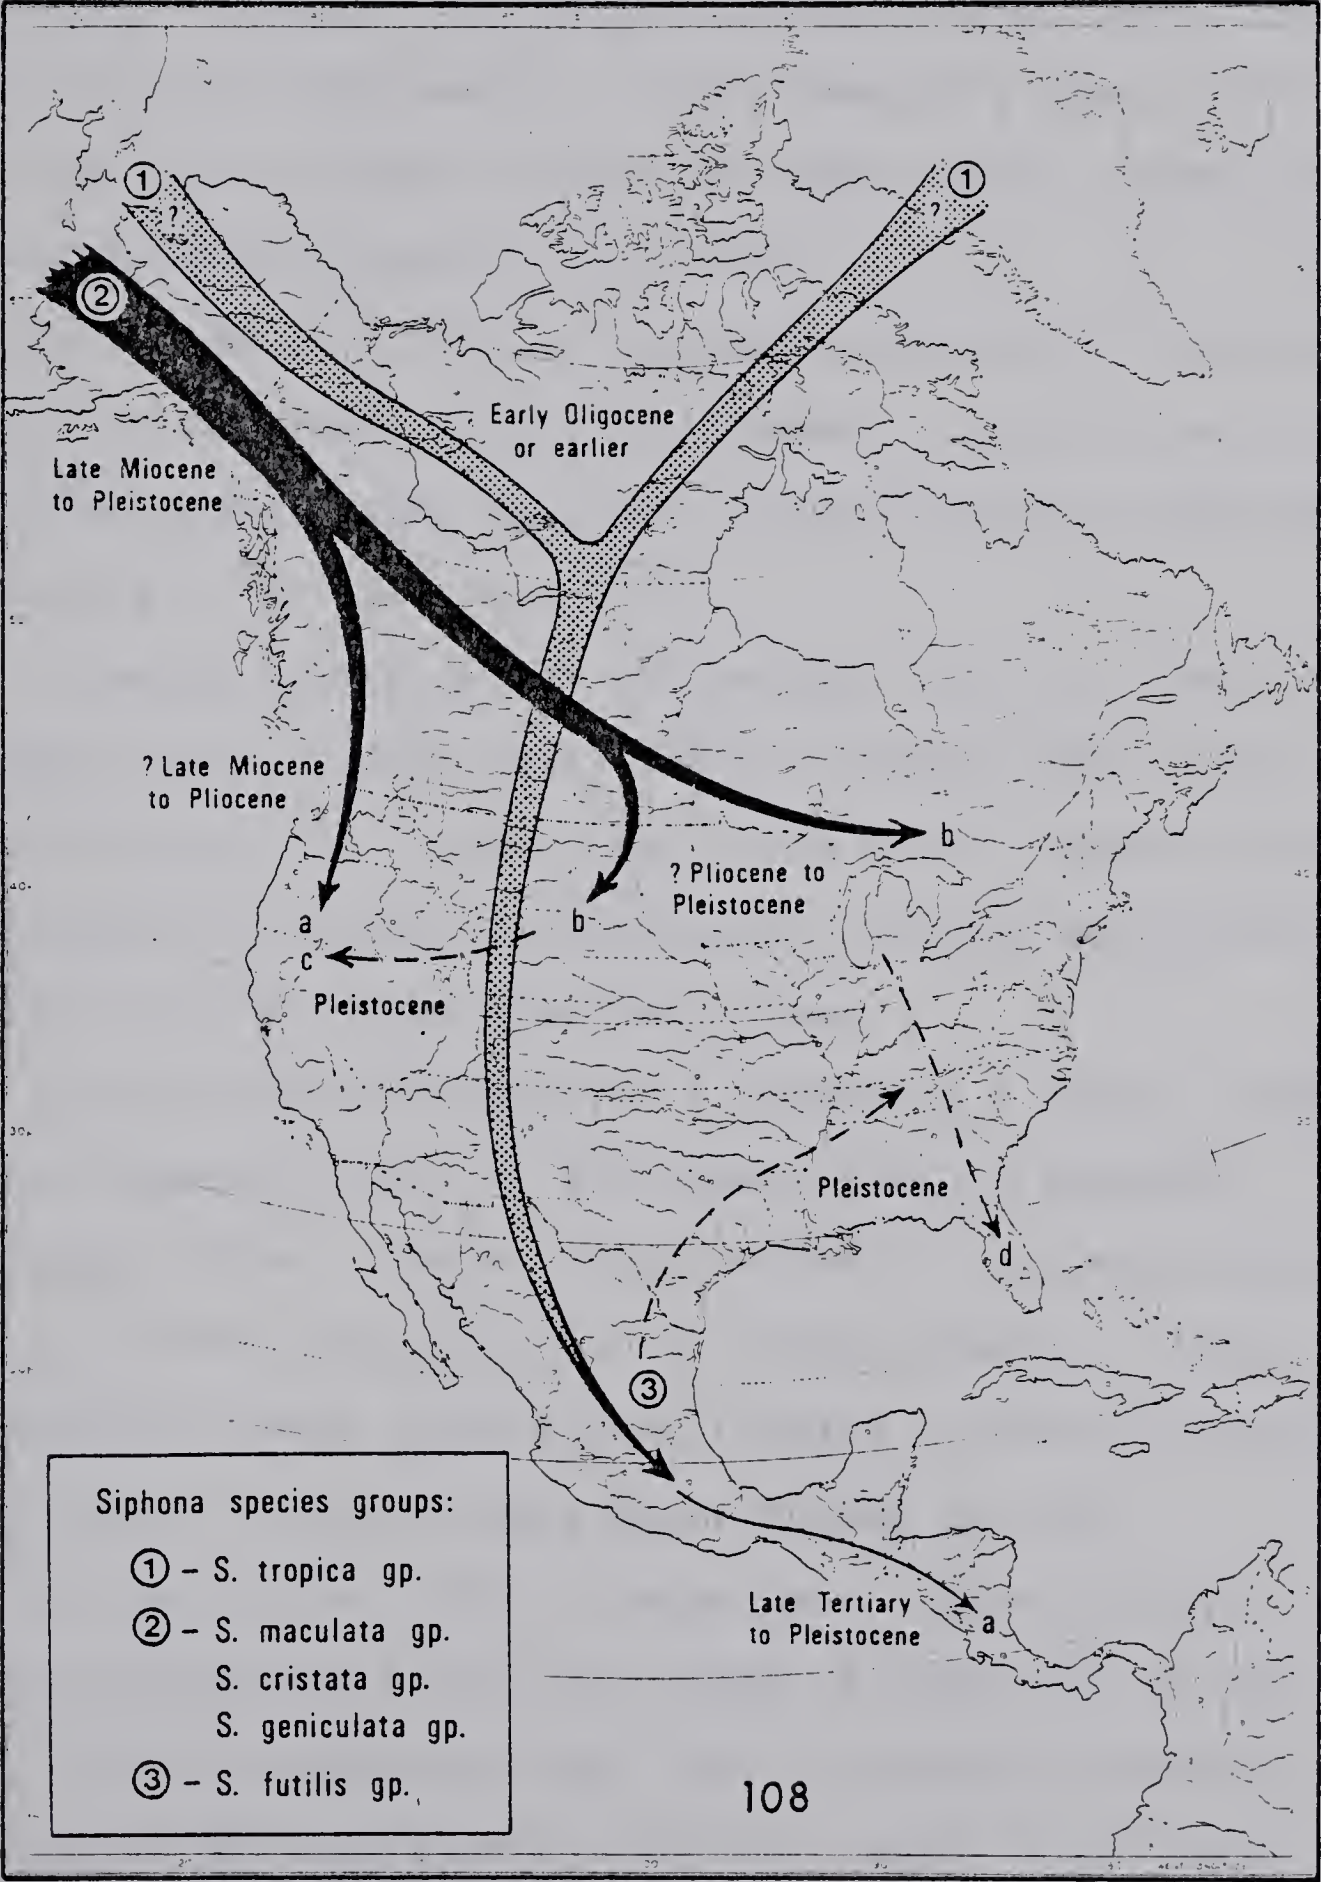 1
?
1
?
2
Early Oligocene
or earlier
Late Miocene
to Pleistocene
? Late Miocene
to Pliocene
b
? Pliocene to
Pleistocene
a
b
c
Pleistocene
Pleistocene
d
3
Siphona species groups:
1 – S. tropica gp.
2 – S. maculata gp.
S. cristata gp.
S. geniculata gp.
3 – S. futilis gp.
Late Tertiary
to Pleistocene
a
108